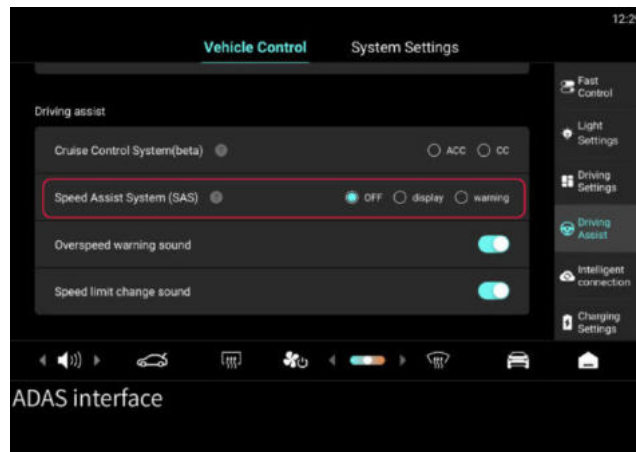 12:2
Vehicle Control System Settings
Driving assist
Cruise Control System(beta) ACC CC
Speed Assist System (SAS) OFF display warning
Overspeed warning sound
Speed limit change sound
Fast
Control
Light
Settings
Driving
Settings
Driving
Assist
Intelligent
connection
Charging
Settings
ADAS interface